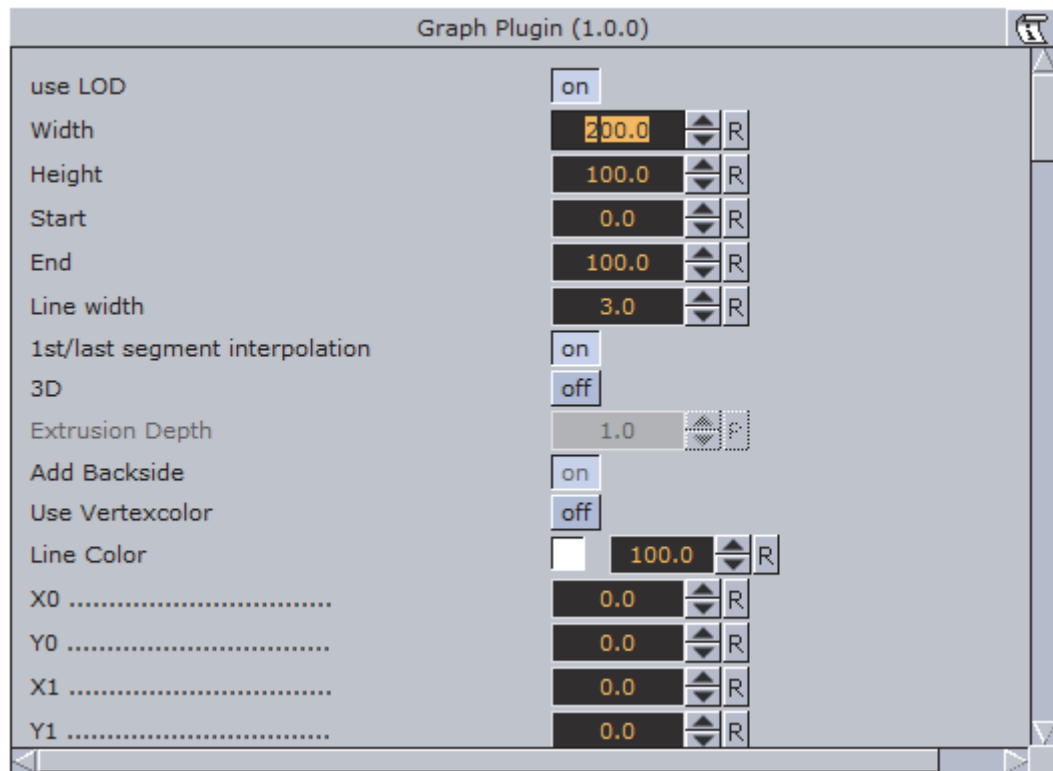 Graph Plugin (1.0.0)
use LOD on
Width 200.0 R
Height 100.0 R
Start 0.0 R
End 100.0 R
Line width 3.0 R
1st/last segment interpolation on
3D off
Extrusion Depth 1.0 R
Add Backside on
Use Vertexcolor off
Line Color 100.0 R
X0 ................................. 0.0 R
Y0 ................................. 0.0 R
X1 ................................. 0.0 R
Y1 ................................. 0.0 R